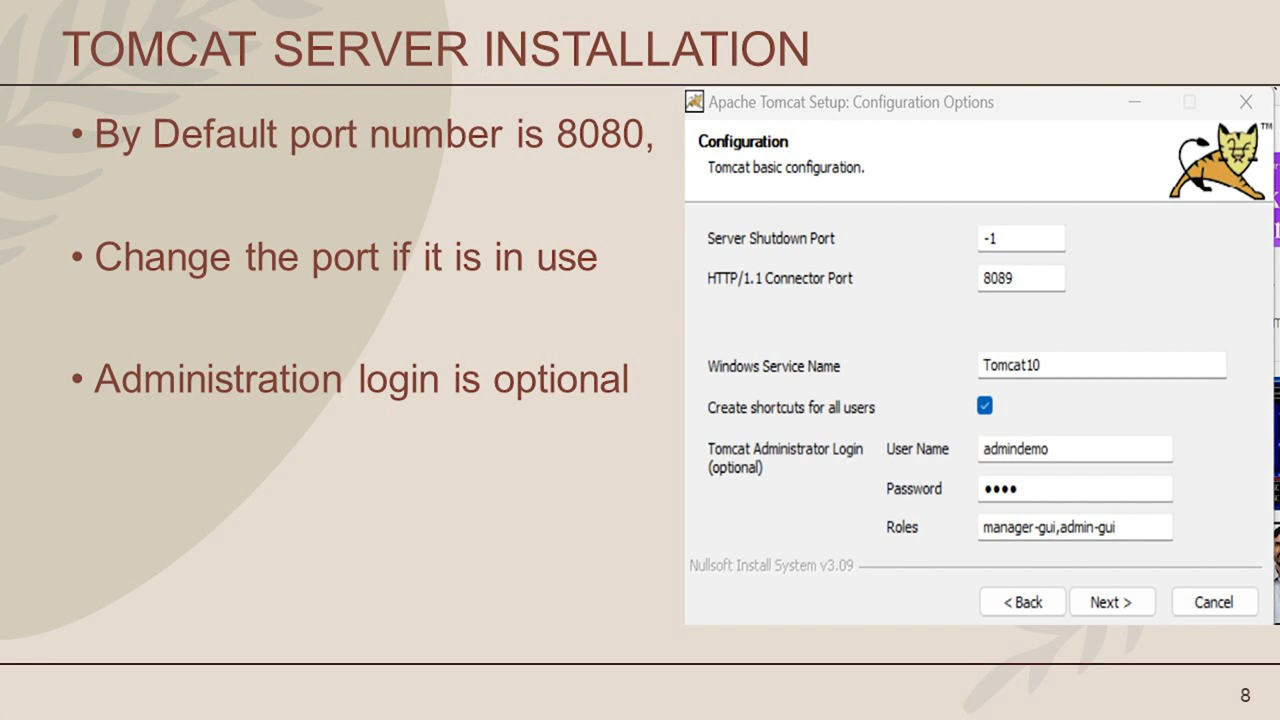 TOMCAT SERVER INSTALLATION
• By Default port number is 8080,
• Change the port if it is in use
• Administration login is optional
Apache Tomcat Setup: Configuration Options
Configuration
Tomcat basic configuration.
TM
Server Shutdown Port -1
HTTP/1.1 Connector Port 8089
Windows Service Name Tomcat10
Create shortcuts for all users
Tomcat Administrator Login User Name admindemo
(optional)
Password ••••
Roles manager-gui,admin-gui
Nullsoft Install System v3.09
< Back Next > Cancel
8